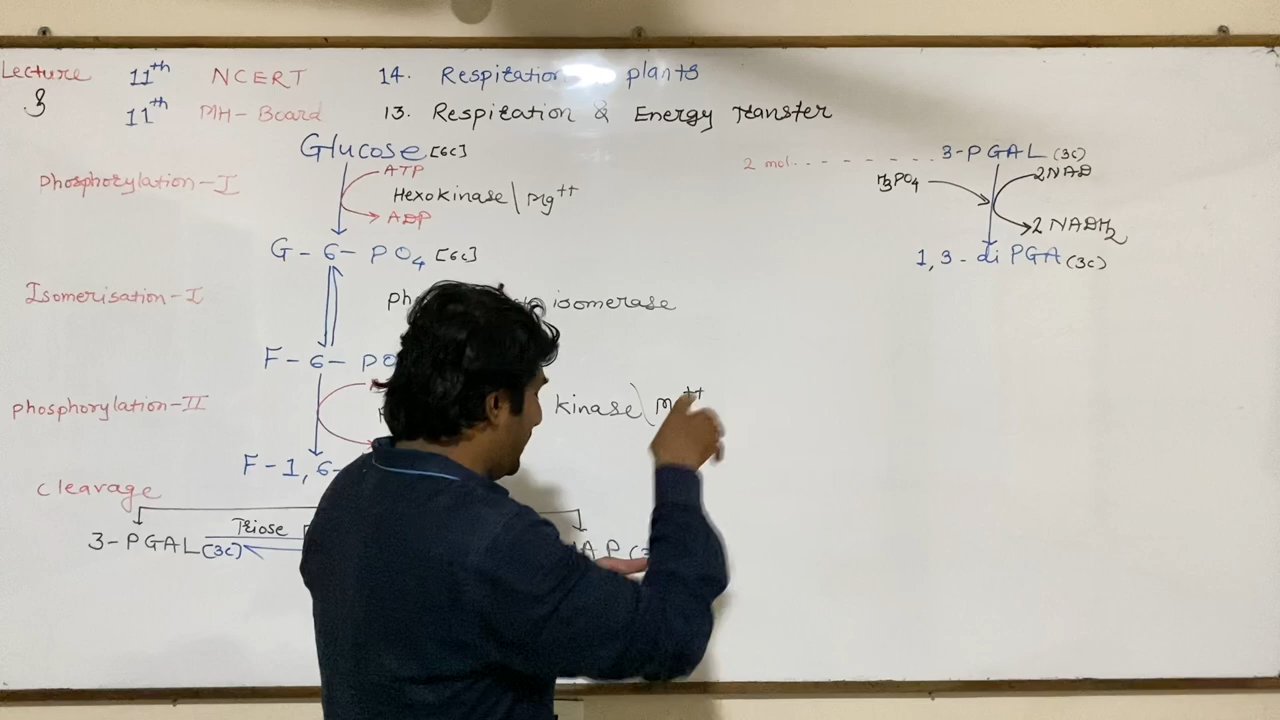 Lecture 11th NCERT 14. Respiration plants
3 11th MH-Board 13. Respiration & Energy Transfer
Glucose [6C]
Phosphorylation-I
ATP
Hexokinase\Mg++
ADP
G-6-PO4 [6C]
Isomerisation-I
isomerase
F-6-
Phosphorylation-II
kinase\Mg++
F-1,6-
Cleavage
3-PGAL [3C] Triose
2 mol. - - - - - - - 3-PGAL (3C)
H3PO4 2NAD
2 NADH2
1,3-di PGA (3C)